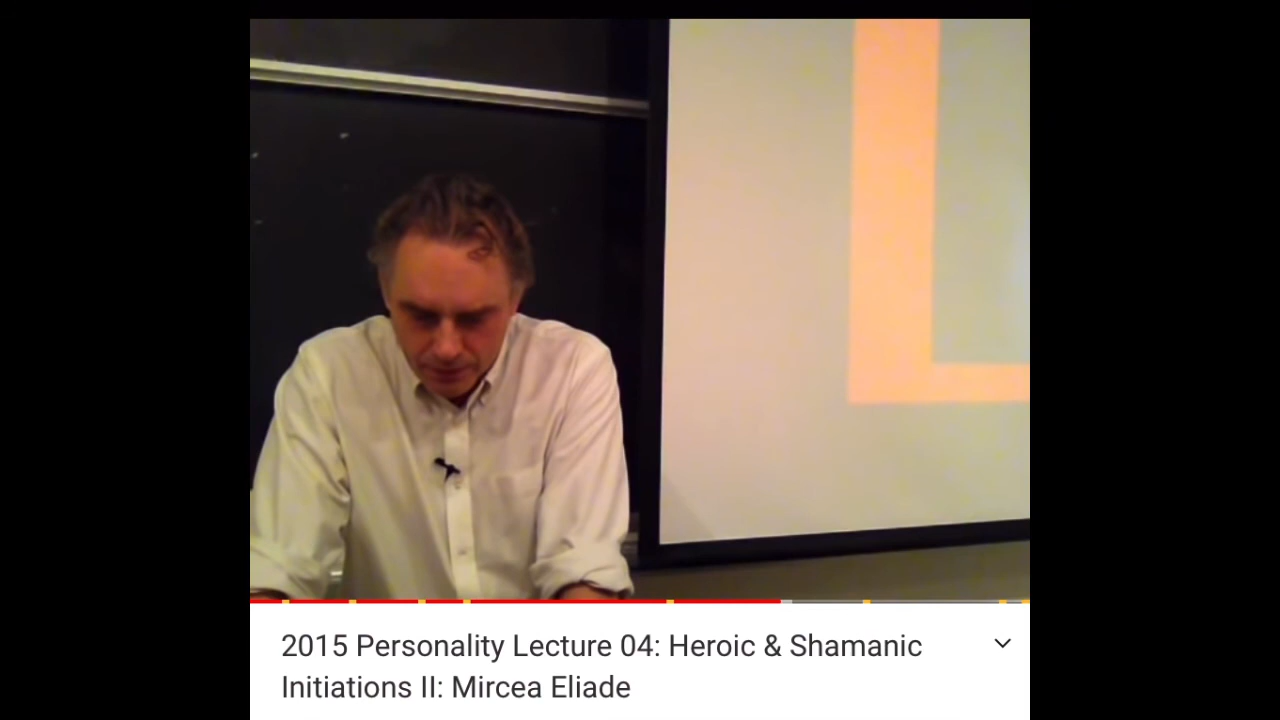 2015 Personality Lecture 04: Heroic & Shamanic
Initiations II: Mircea Eliade